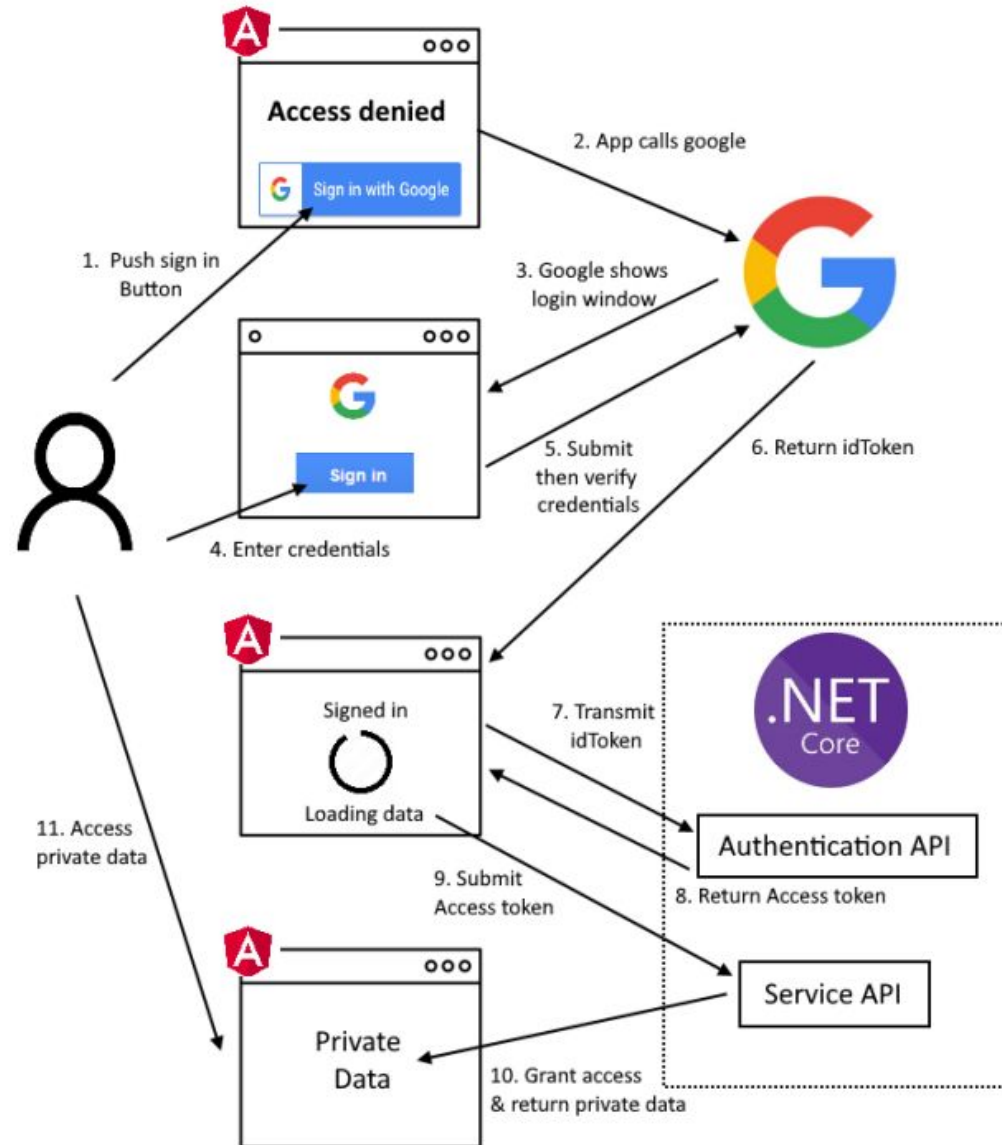 Access denied
Sign in with Google
2. App calls google
1. Push sign in
Button
3. Google shows
login window
Sign in
5. Submit
then verify
credentials
6. Return idToken
4. Enter credentials
Signed in
Loading data
7. Transmit
idToken
.NET
Core
Authentication API
8. Return Access token
9. Submit
Access token
11. Access
private data
Service API
Private
Data
10. Grant access
& return private data